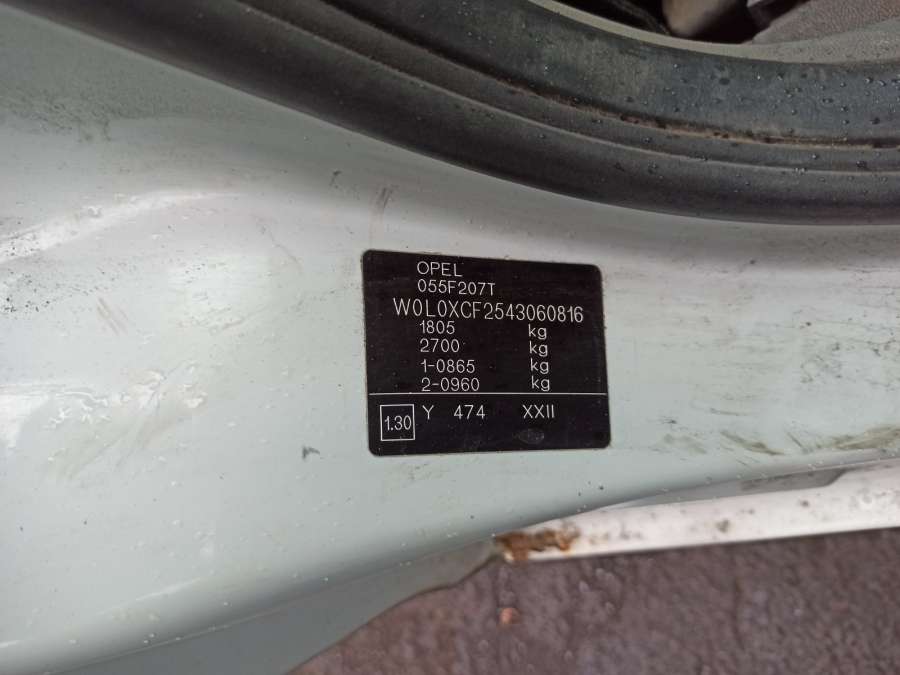 OPEL
055F207T
W0L0XCF2543060816
1805 kg
2700 kg
1-0865 kg
2-0960 kg
1.30 Y 474 XXII